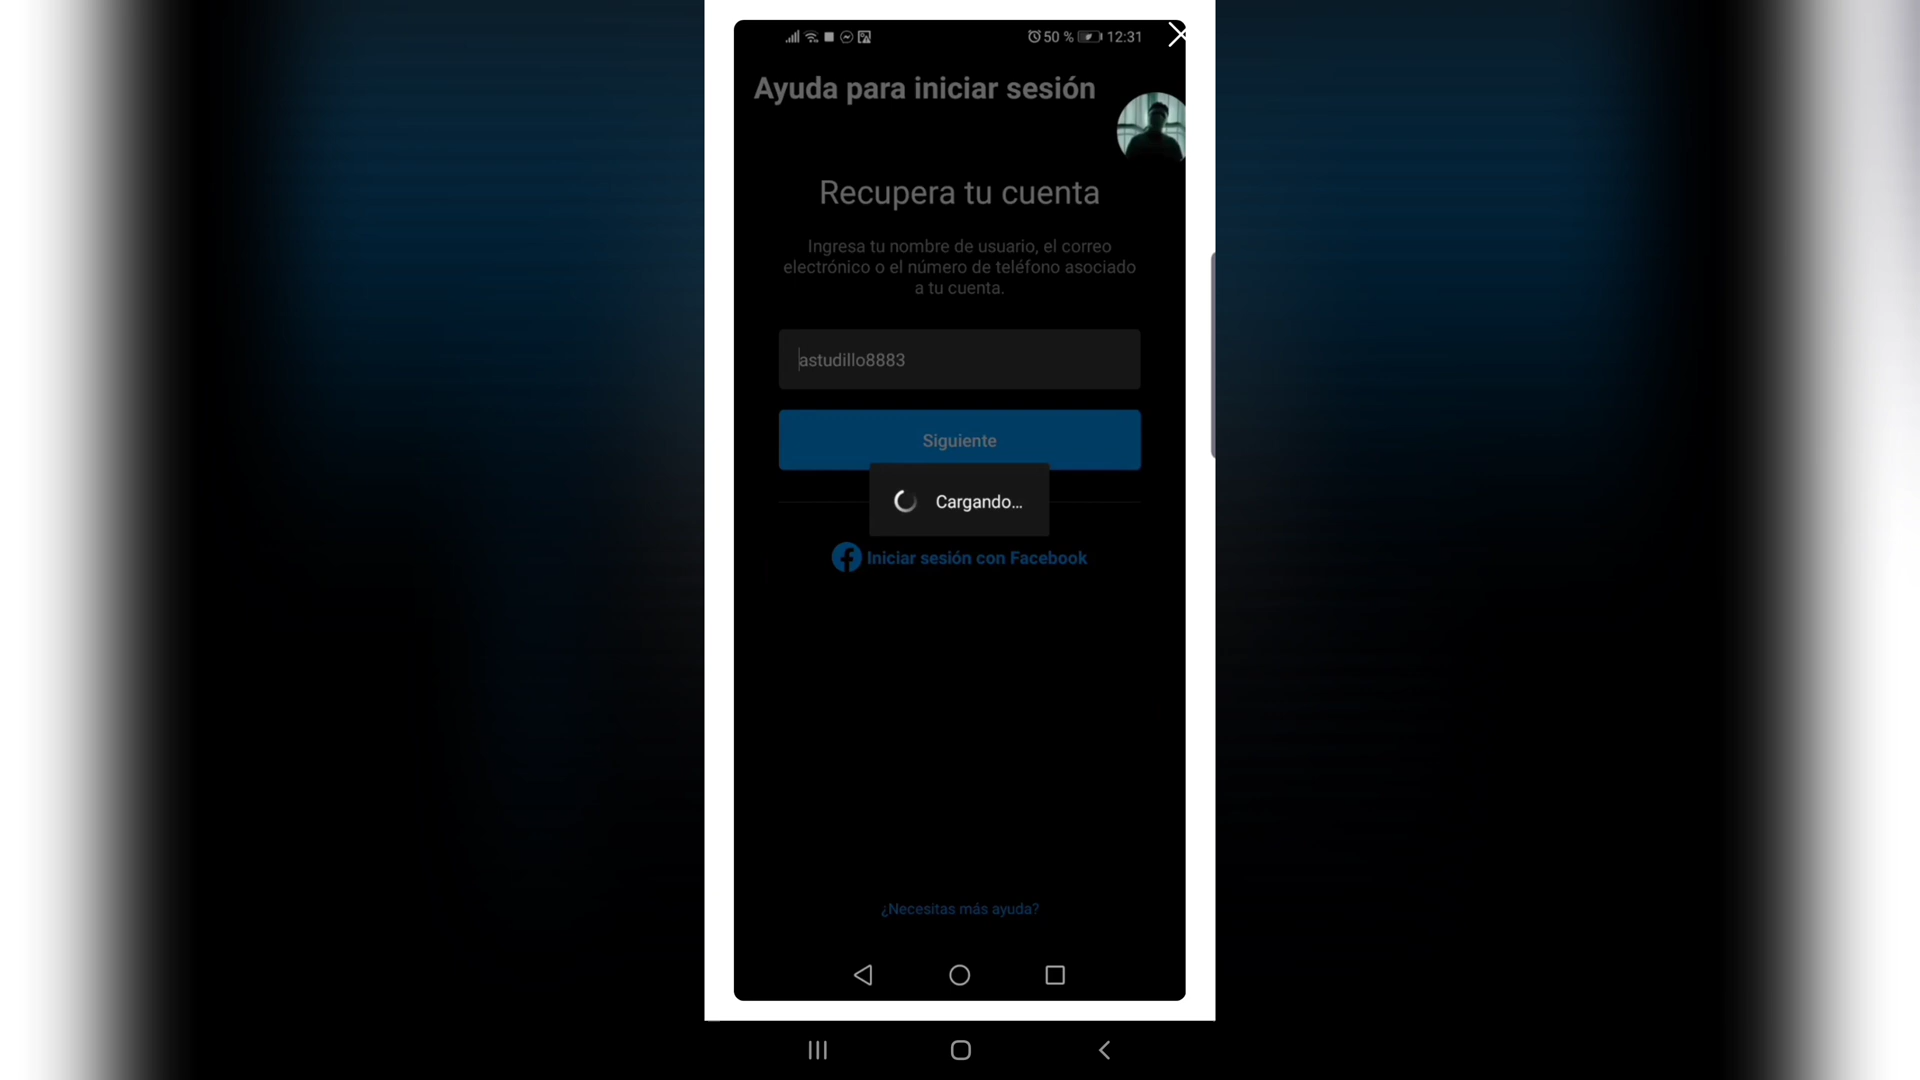 50 % 12:31
Ayuda para iniciar sesión
Recupera tu cuenta
Ingresa tu nombre de usuario, el correo
electrónico o el número de teléfono asociado
a tu cuenta.
astudillo8883
Siguiente
Cargando...
Iniciar sesión con Facebook
¿Necesitas más ayuda?